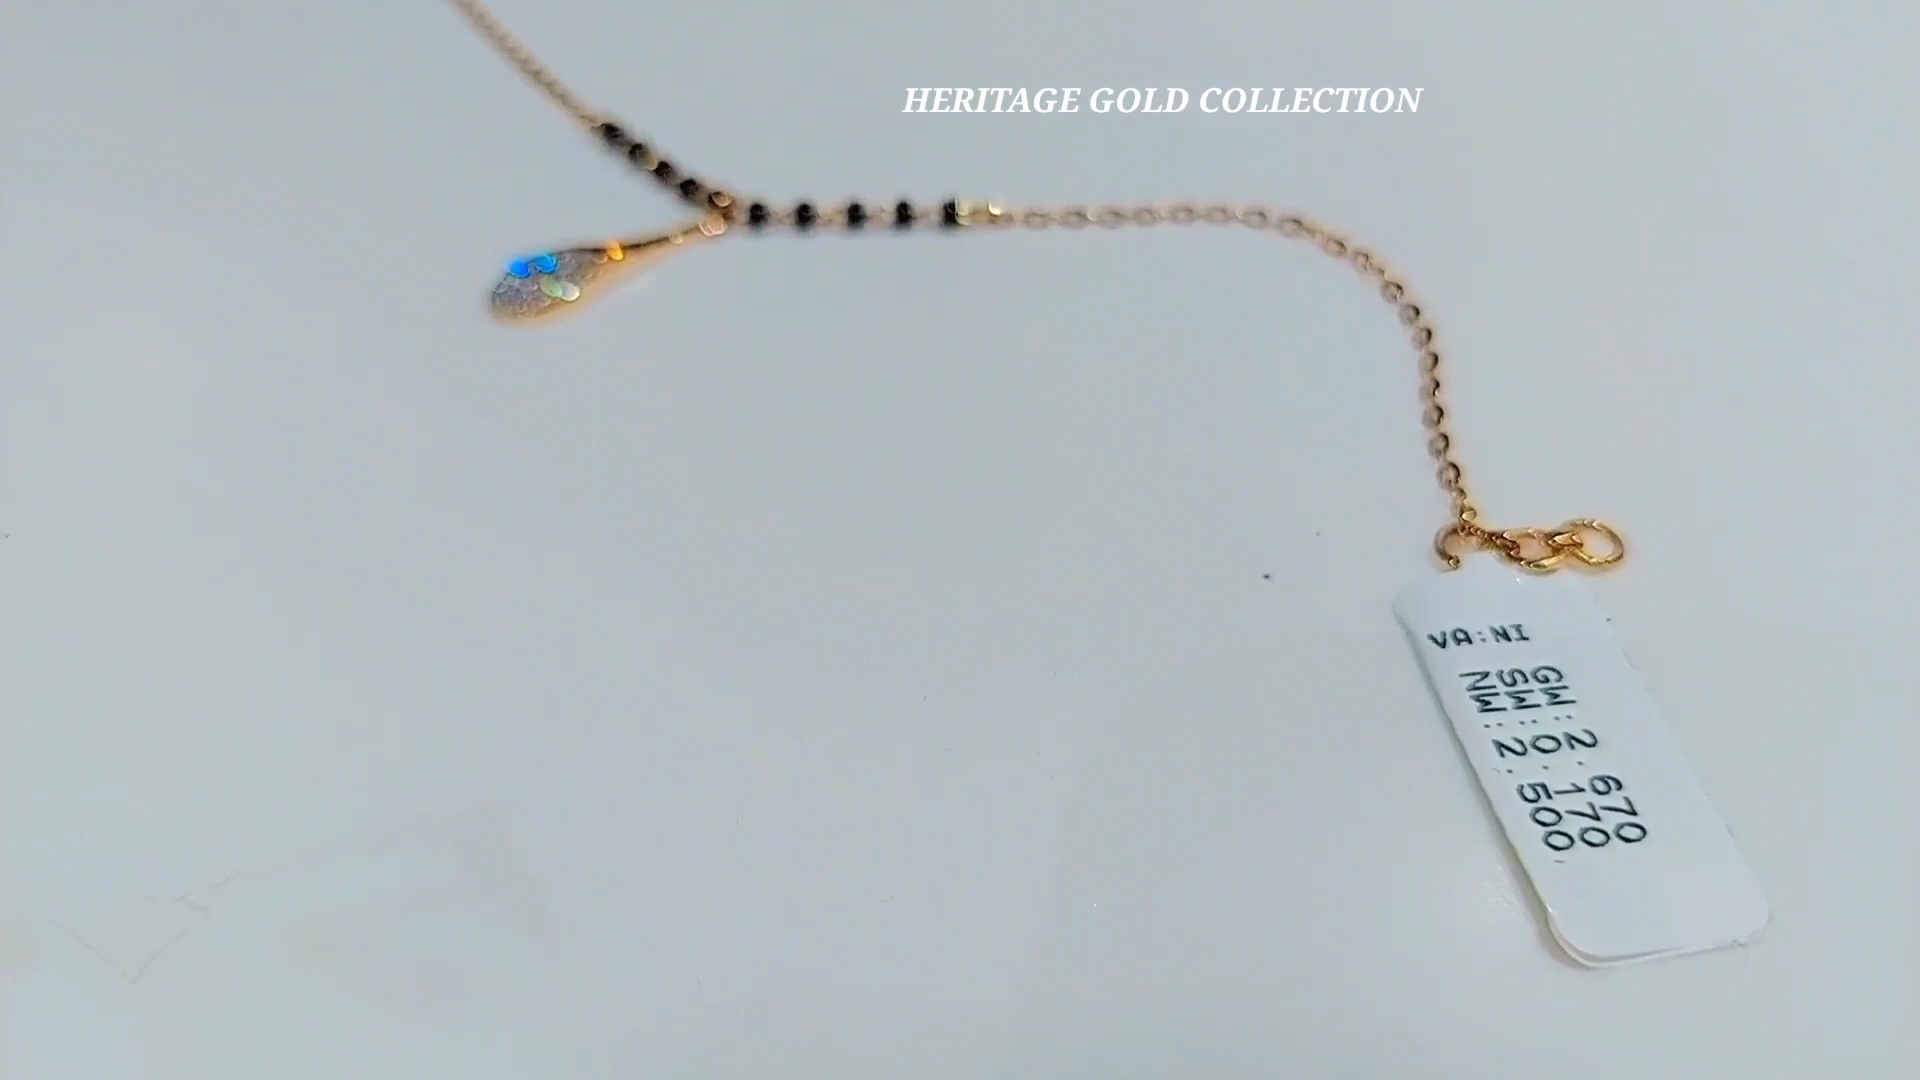 HERITAGE GOLD COLLECTION
VA:NI
GW:2.670
SW:0.170
NW:2.500